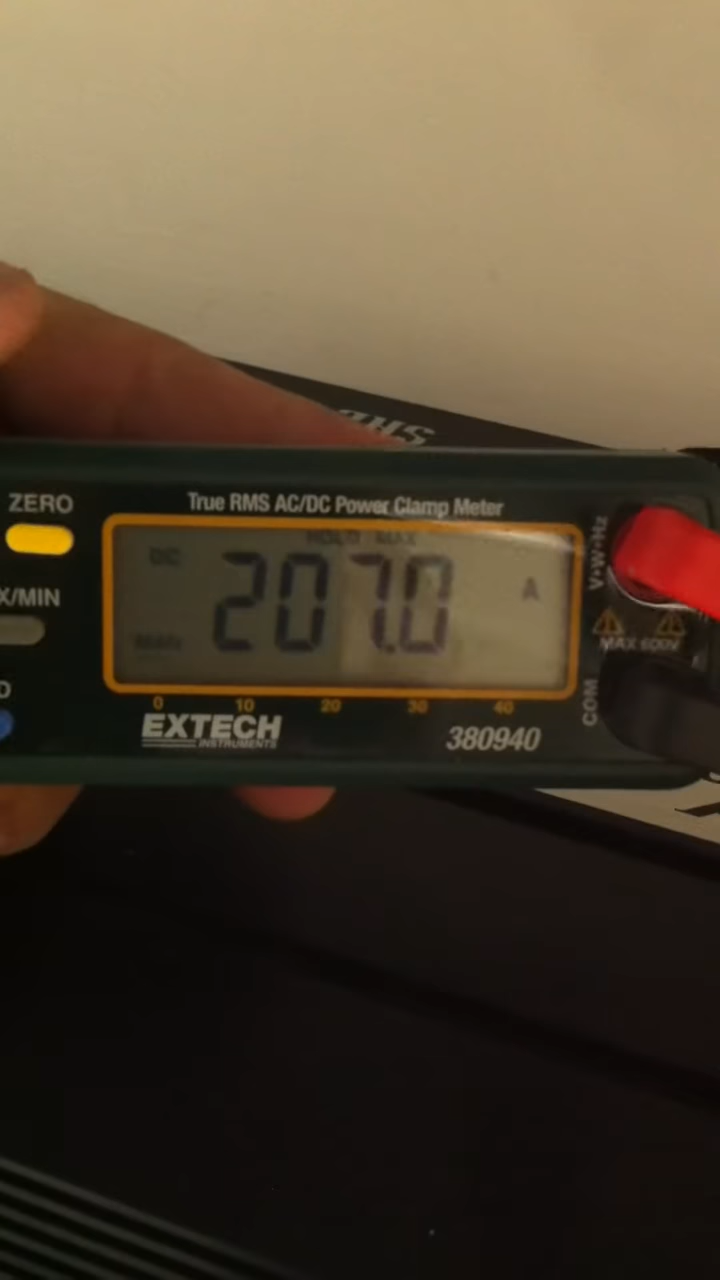 ZERO
True RMS AC/DC Power Clamp Meter
HOLD MAX
DC
207.0
A
X/MIN
V•W•Hz
MAX 600V
COM
D
0 10 20 30 40
EXTECH
INSTRUMENTS
380940